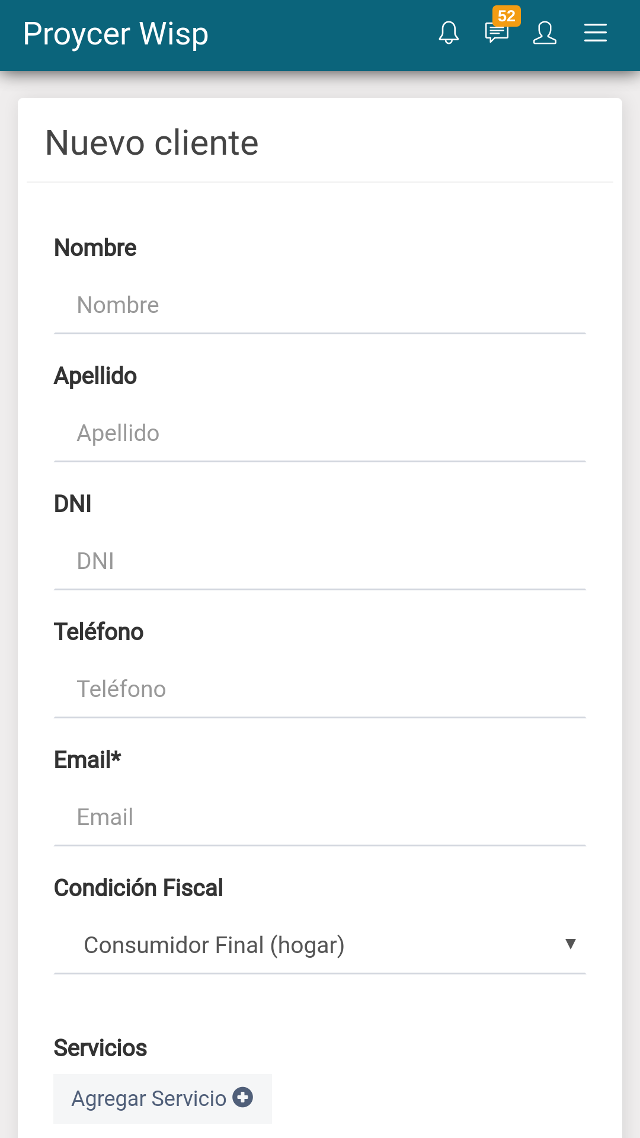 Proycer Wisp
52
Nuevo cliente
Nombre
Nombre
Apellido
Apellido
DNI
DNI
Teléfono
Teléfono
Email*
Email
Condición Fiscal
Consumidor Final (hogar)
Servicios
Agregar Servicio